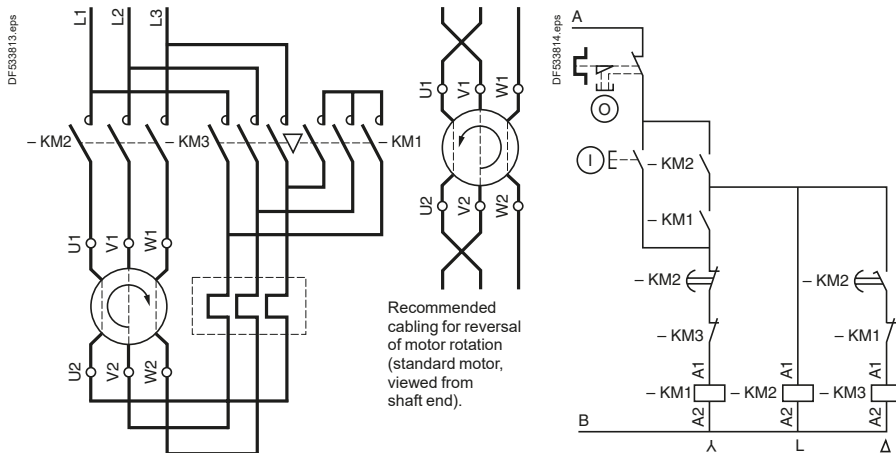 DF533813.eps
L1
L2
L3
– KM2
– KM3
– KM1
U1
V1
W1
U2
V2
W2
U1
V1
W1
U2
V2
W2
Recommended
cabling for reversal
of motor rotation
(standard motor,
viewed from
shaft end).
DF533814.eps
A
O
I
– KM2
– KM1
– KM2
– KM2
– KM3
– KM1
A1
A1
A1
– KM1
– KM2
– KM3
A2
A2
A2
B
L
Δ